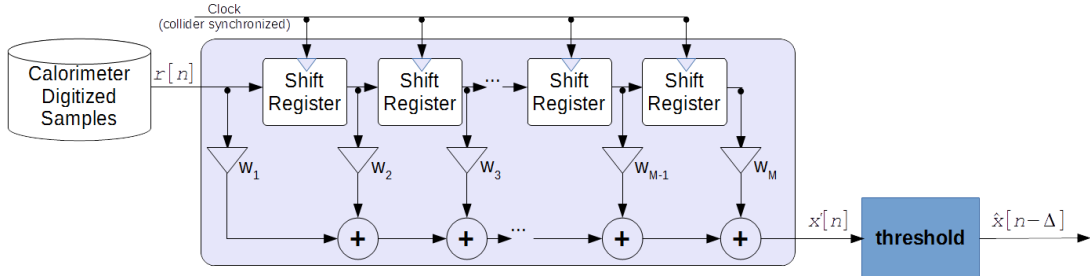 Clock
(collider synchronized)
Calorimeter
Digitized
Samples
r[n]
Shift
Register
Shift
Register
...
Shift
Register
Shift
Register
W1
W2
W3
WM-1
WM
+
+
...
+
+
x'[n]
threshold
x̂[n-Δ]